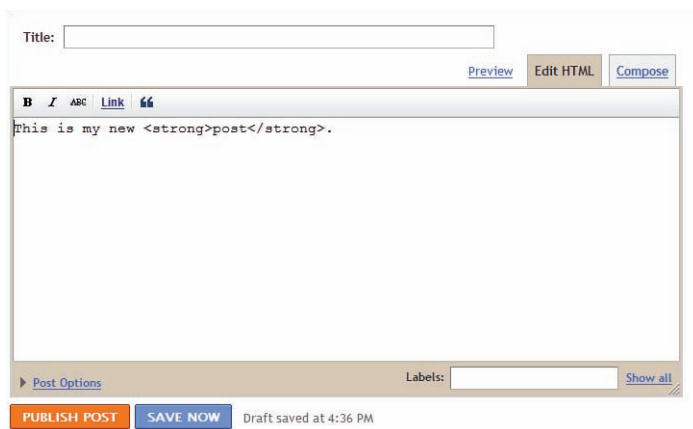 Title:
Preview Edit HTML Compose
B I ABC Link “
This is my new <strong>post</strong>.
Post Options Labels: Show all
PUBLISH POST SAVE NOW Draft saved at 4:36 PM